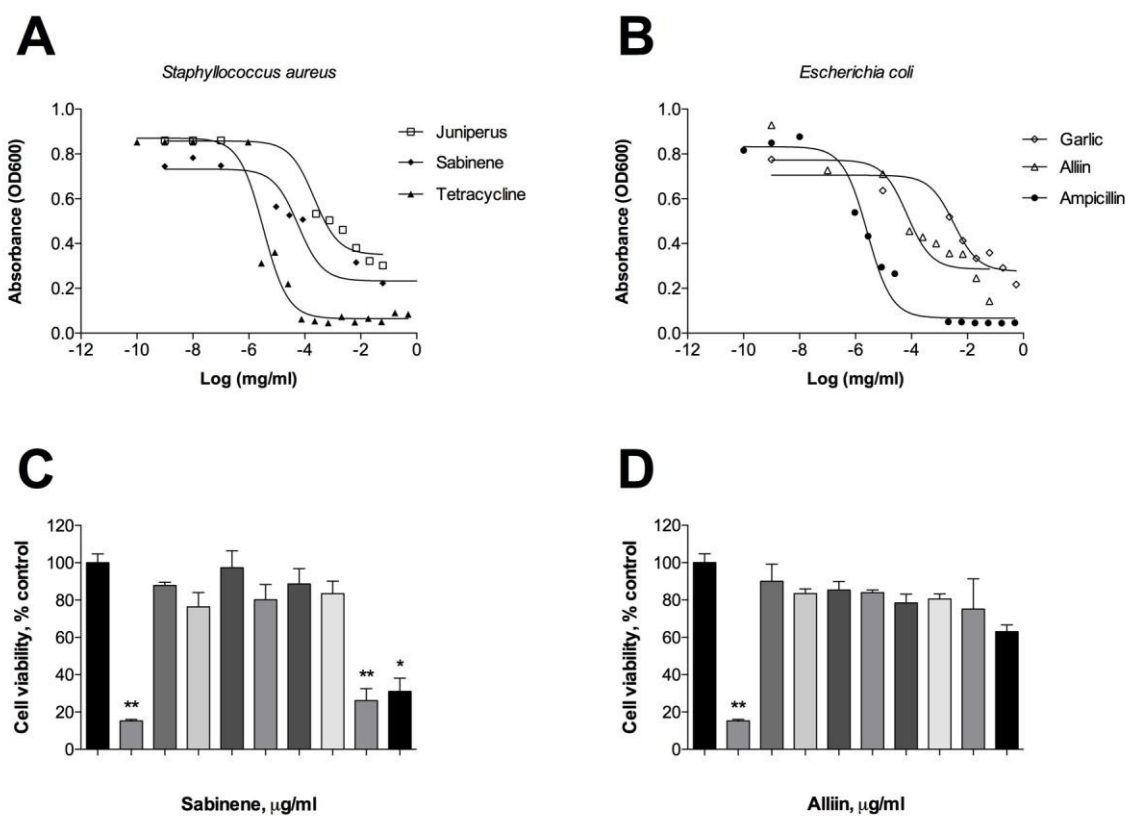 A
Staphyllococcus aureus
Absorbance (OD600)
1.0
0.8
0.6
0.4
0.2
0.0
-12
-10
-8
-6
-4
-2
0
Log (mg/ml)
Juniperus
Sabinene
Tetracycline
B
Escherichia coli
Absorbance (OD600)
1.0
0.8
0.6
0.4
0.2
0.0
-12
-10
-8
-6
-4
-2
0
Log (mg/ml)
Garlic
Alliin
Ampicillin
C
Cell viability, % control
120
100
80
60
40
20
0
**
**
*
Sabinene, μg/ml
D
Cell viability, % control
120
100
80
60
40
20
0
**
Alliin, μg/ml